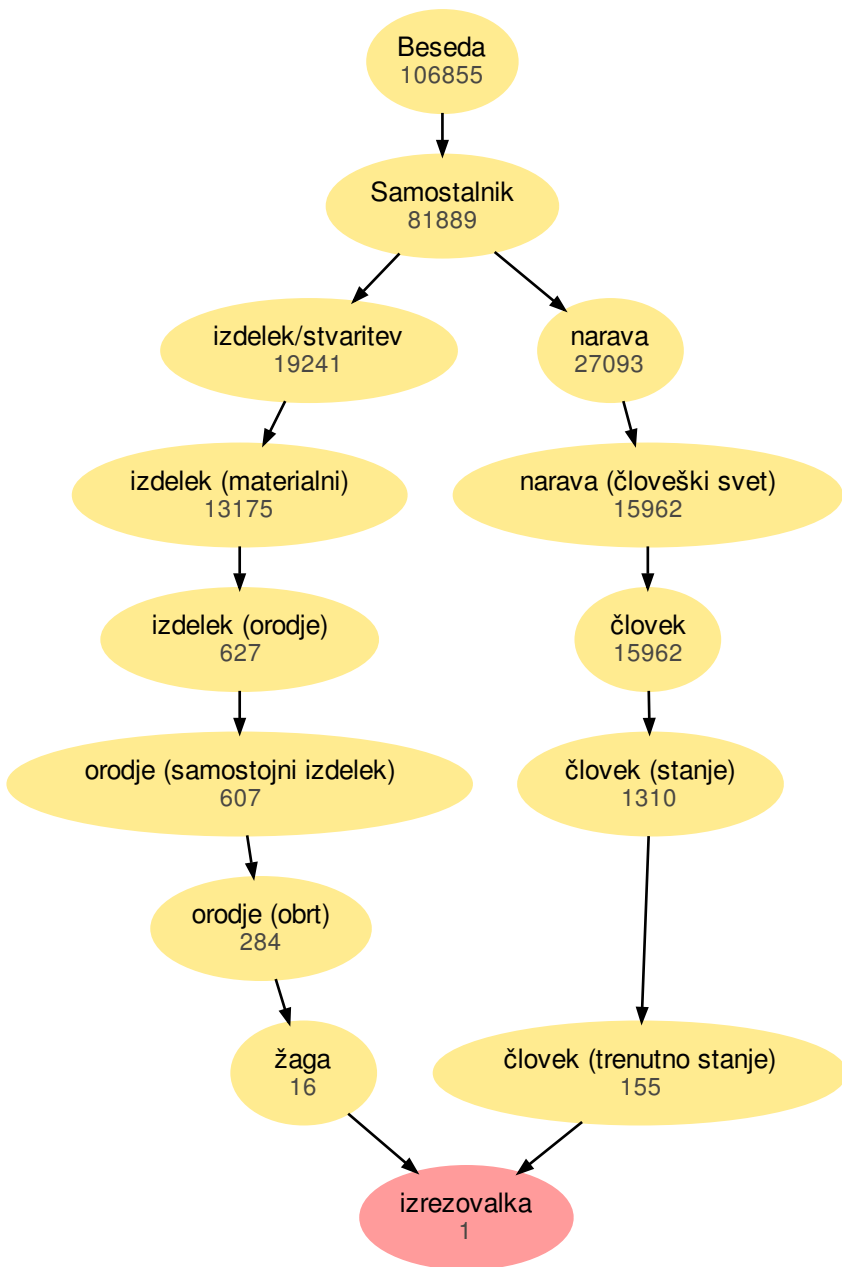 Beseda
106855
Samostalnik
81889
izdelek/stvaritev
19241
narava
27093
izdelek (materialni)
13175
narava (človeški svet)
15962
izdelek (orodje)
627
človek
15962
orodje (samostojni izdelek)
607
človek (stanje)
1310
orodje (obrt)
284
žaga
16
človek (trenutno stanje)
155
izrezovalka
1